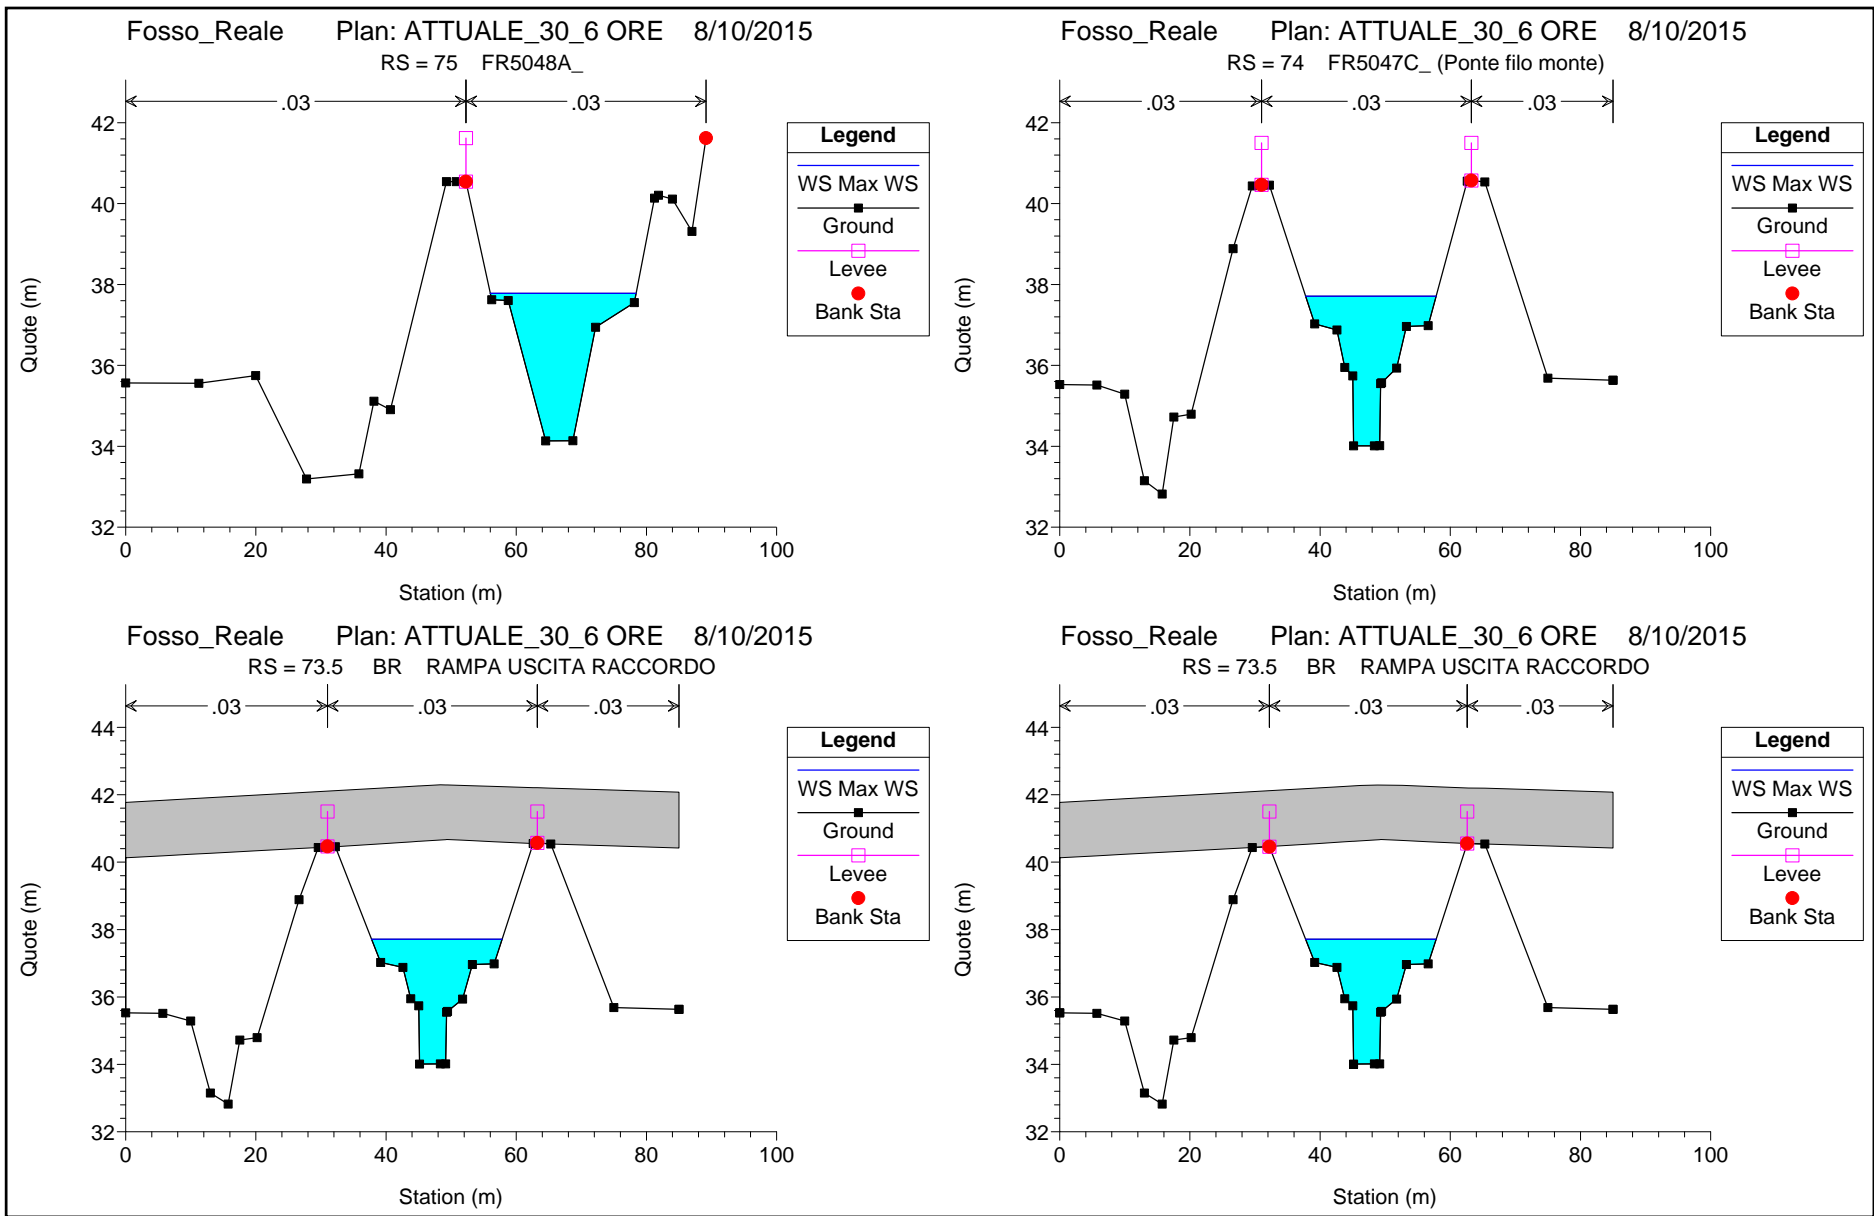 Fosso_Reale Plan: ATTUALE_30_6 ORE 8/10/2015
RS = 75 FR5048A_
.03 .03
42
40
38
36
34
32
Quote (m)
0 20 40 60 80 100
Station (m)
Legend
WS Max WS
Ground
Levee
Bank Sta
Fosso_Reale Plan: ATTUALE_30_6 ORE 8/10/2015
RS = 74 FR5047C_ (Ponte filo monte)
.03 .03 .03
42
40
38
36
34
32
Quote (m)
0 20 40 60 80 100
Station (m)
Legend
WS Max WS
Ground
Levee
Bank Sta
Fosso_Reale Plan: ATTUALE_30_6 ORE 8/10/2015
RS = 73.5 BR RAMPA USCITA RACCORDO
.03 .03 .03
44
42
40
38
36
34
32
Quote (m)
0 20 40 60 80 100
Station (m)
Legend
WS Max WS
Ground
Levee
Bank Sta
Fosso_Reale Plan: ATTUALE_30_6 ORE 8/10/2015
RS = 73.5 BR RAMPA USCITA RACCORDO
.03 .03 .03
44
42
40
38
36
34
32
Quote (m)
0 20 40 60 80 100
Station (m)
Legend
WS Max WS
Ground
Levee
Bank Sta